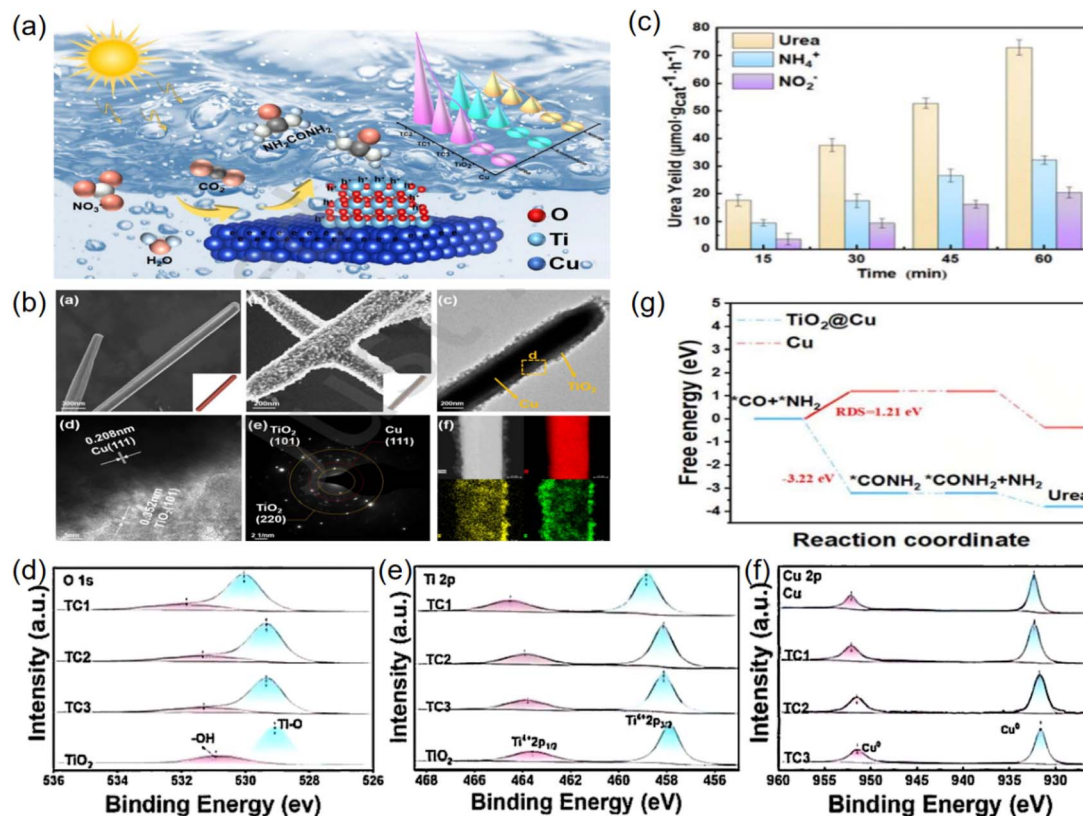 (a)
NH2CONH2
CO2
NO3-
H2O
h+ h+ h+ h+
h+
h+
h+
h+
TC2
TC1
TC3
TiO2
Cu
O
Ti
Cu
(c)
Urea Yeild (μmol·gcat-1·h-1)
80
70
60
50
40
30
20
10
0
Urea
NH4+
NO2-
15
30
45
60
Time (min)
(b)
(a)
200nm
(b)
200nm
(c)
d
Cu
TiO2
200nm
(d)
0.208nm
Cu(111)
0.352nm
TiO2(101)
(e)
TiO2
(101)
Cu
(111)
TiO2
(220)
2 1/nm
(f)
(g)
Free energy (eV)
5
4
3
2
1
0
-1
-2
-3
-4
TiO2@Cu
Cu
*CO+*NH2
RDS=1.21 eV
-3.22 eV
*CONH2
*CONH2+NH2
Urea
Reaction coordinate
(d)
O 1s
TC1
TC2
TC3
TiO2
-OH
Ti-O
Intensity (a.u.)
536
534
532
530
528
526
Binding Energy (ev)
(e)
Ti 2p
TC1
TC2
TC3
TiO2
Ti4+2p1/2
Ti4+2p3/2
Intensity (a.u.)
468
466
464
462
460
458
456
Binding Energy (eV)
(f)
Cu 2p
Cu
TC1
TC2
TC3
Cu0
Cu0
Intensity (a.u.)
960
955
950
945
940
935
930
Binding Energy (eV)